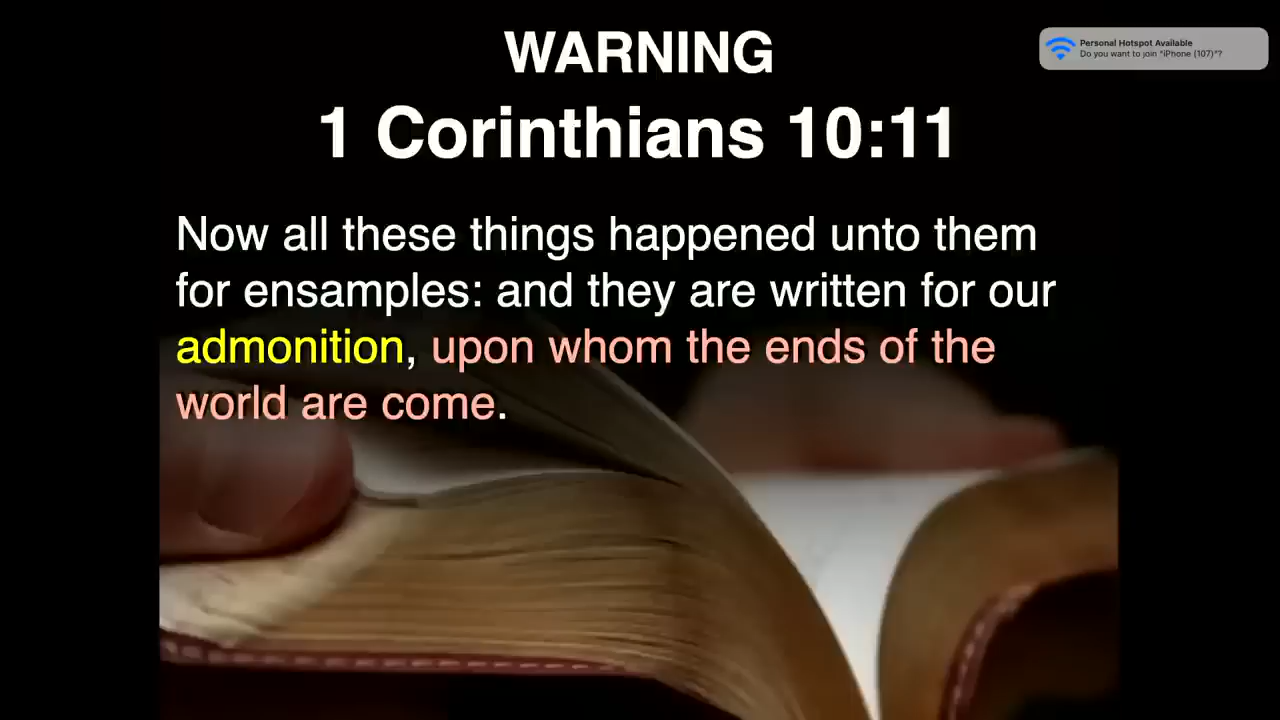 WARNING
1 Corinthians 10:11
Personal Hotspot Available
Do you want to join "iPhone (107)"?
Now all these things happened unto them
for ensamples: and they are written for our
admonition, upon whom the ends of the
world are come.